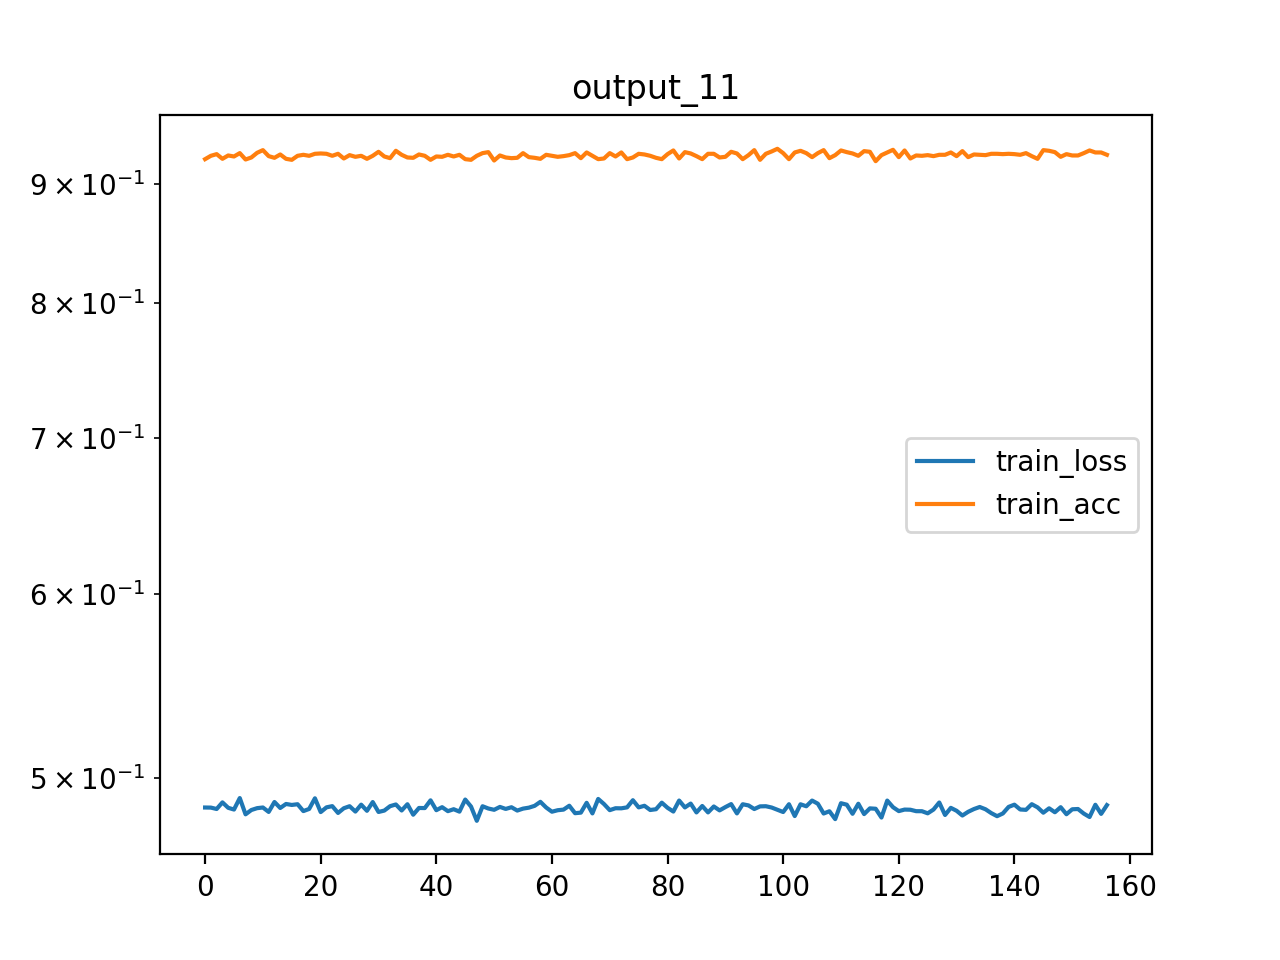 output_11
9 × 10⁻¹
8 × 10⁻¹
7 × 10⁻¹
train_loss
train_acc
6 × 10⁻¹
5 × 10⁻¹
0 20 40 60 80 100 120 140 160